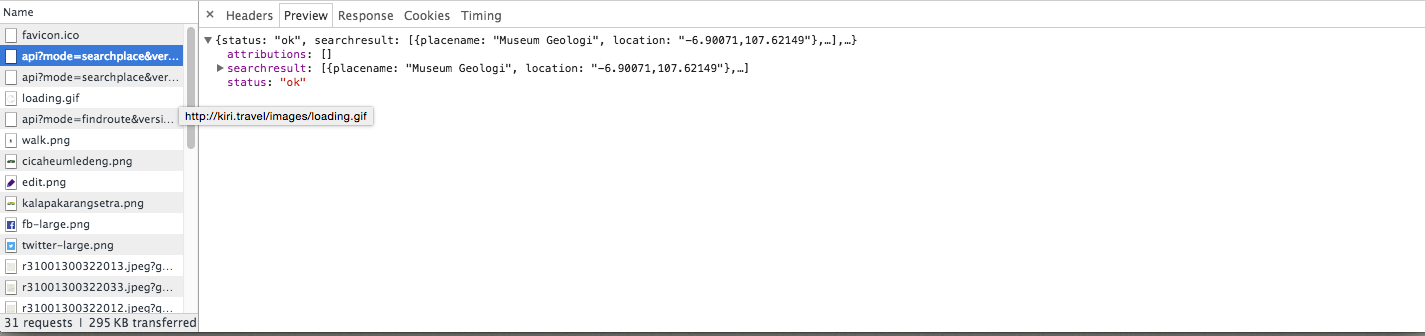 Name
favicon.ico
api?mode=searchplace&ver...
api?mode=searchplace&ver...
loading.gif
api?mode=findroute&versi...
walk.png
cicaheumledeng.png
edit.png
kalapakarangsetra.png
fb-large.png
twitter-large.png
r31001300322013.jpeg?g...
r31001300322033.jpeg?g...
r31001300322012.jpeg?g...
31 requests | 295 KB transferred
× Headers Preview Response Cookies Timing
▼{status: "ok", searchresult: [{placename: "Museum Geologi", location: "-6.90071,107.62149"},…],…}
attributions: []
▶searchresult: [{placename: "Museum Geologi", location: "-6.90071,107.62149"},…]
status: "ok"
http://kiri.travel/images/loading.gif